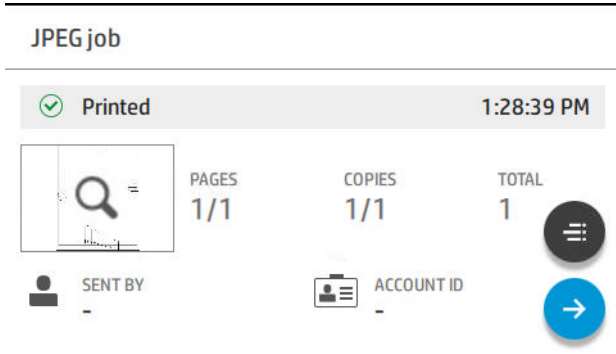 JPEG job
Printed 1:28:39 PM
PAGES COPIES TOTAL
1/1 1/1 1
SENT BY ACCOUNT ID
- -